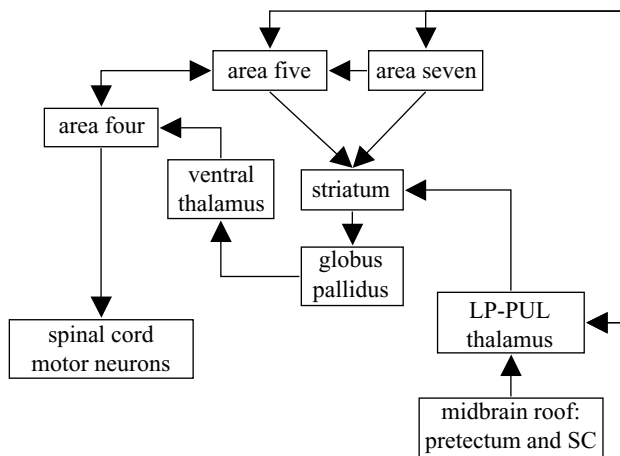 area five
area seven
area four
ventral
thalamus
striatum
globus
pallidus
LP-PUL
thalamus
spinal cord
motor neurons
midbrain roof:
pretectum and SC